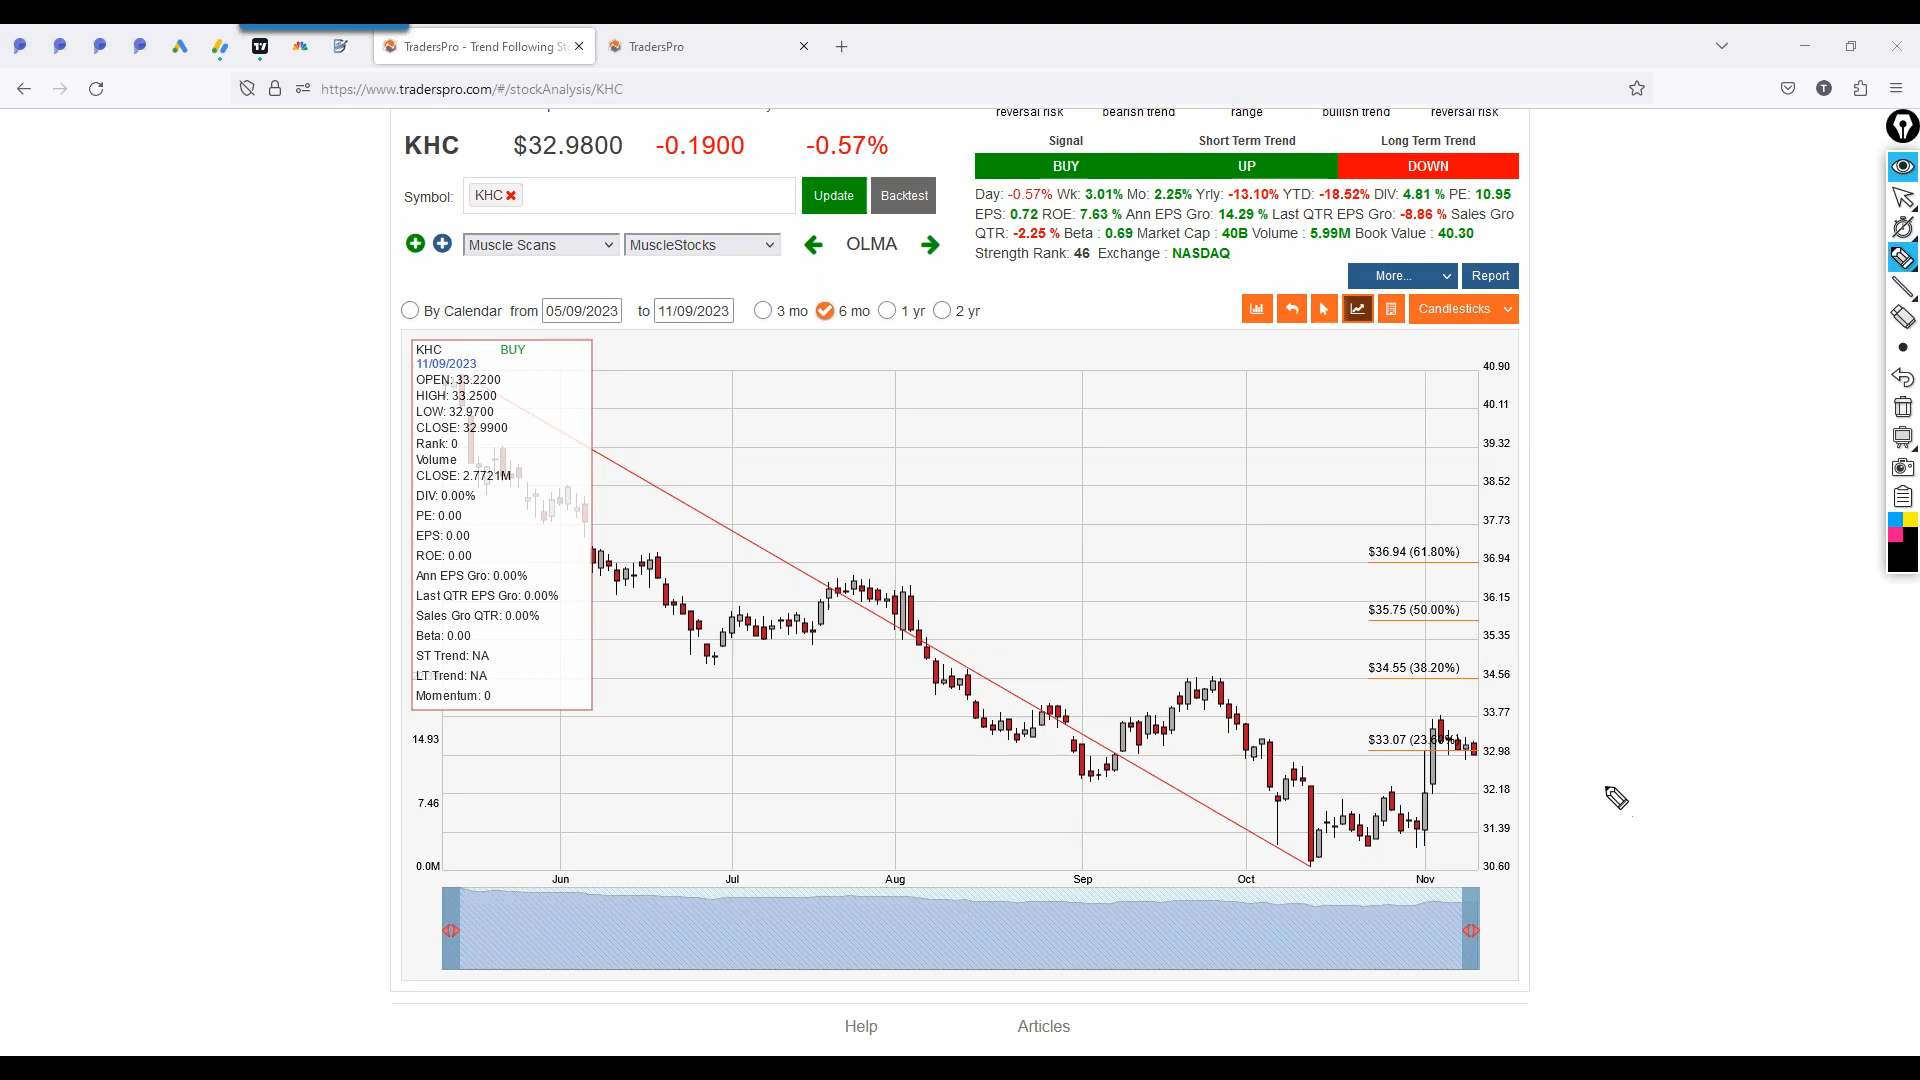 TradersPro - Trend Following Sto
TradersPro
https://www.traderspro.com/#/stockAnalysis/KHC
reversal risk bearish trend range bullish trend reversal risk
KHC $32.9800 -0.1900 -0.57%
Signal Short Term Trend Long Term Trend
BUY UP DOWN
Symbol: KHC Update Backtest
Day: -0.57% Wk: 3.01% Mo: 2.25% Yrly: -13.10% YTD: -18.52% DIV: 4.81 % PE: 10.95
EPS: 0.72 ROE: 7.63 % Ann EPS Gro: 14.29 % Last QTR EPS Gro: -8.86 % Sales Gro
QTR: -2.25 % Beta : 0.69 Market Cap : 40B Volume : 5.99M Book Value : 40.30
Strength Rank: 46 Exchange : NASDAQ
Muscle Scans MuscleStocks OLMA
More... Report
By Calendar from 05/09/2023 to 11/09/2023 3 mo 6 mo 1 yr 2 yr
Candlesticks
KHC BUY
11/09/2023
OPEN: 33.2200
HIGH: 33.2500
LOW: 32.9700
CLOSE: 32.9900
Rank: 0
Volume
CLOSE: 2.7721M
DIV: 0.00%
PE: 0.00
EPS: 0.00
ROE: 0.00
Ann EPS Gro: 0.00%
Last QTR EPS Gro: 0.00%
Sales Gro QTR: 0.00%
Beta: 0.00
ST Trend: NA
LT Trend: NA
Momentum: 0
14.93
7.46
0.0M
40.90
40.11
39.32
38.52
37.73
36.94
36.15
35.35
34.56
33.77
32.98
32.18
31.39
30.60
$36.94 (61.80%)
$35.75 (50.00%)
$34.55 (38.20%)
$33.07 (23.60%)
Jun Jul Aug Sep Oct Nov
Help Articles